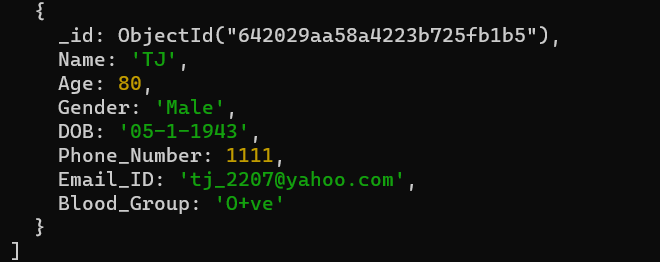 {
_id: ObjectId("642029aa58a4223b725fb1b5"),
Name: 'TJ',
Age: 80,
Gender: 'Male',
DOB: '05-1-1943',
Phone_Number: 1111,
Email_ID: 'tj_2207@yahoo.com',
Blood_Group: 'O+ve'
}
]